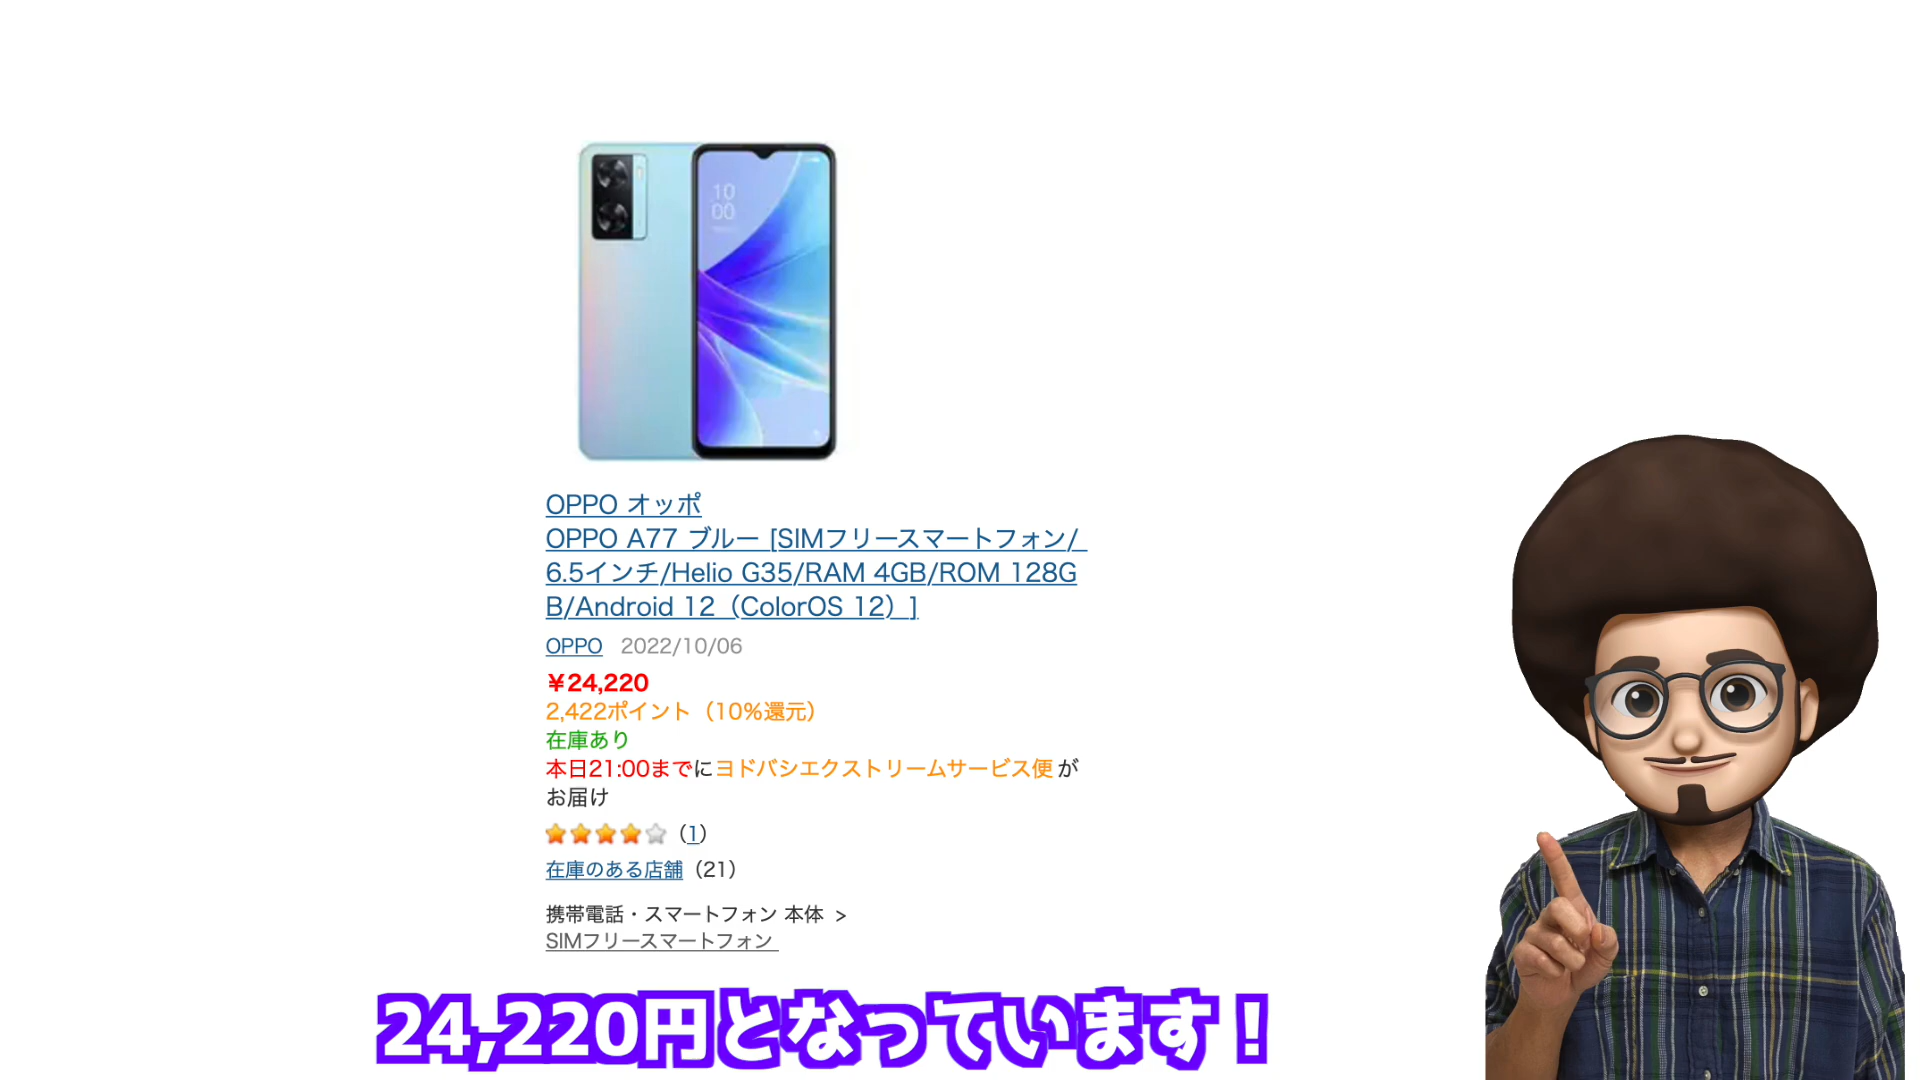 10
00
OPPO オッポ
OPPO A77 ブルー [SIMフリースマートフォン/
6.5インチ/Helio G35/RAM 4GB/ROM 128G
B/Android 12（ColorOS 12）]
OPPO 2022/10/06
￥24,220
2,422ポイント（10％還元）
在庫あり
本日21:00までにヨドバシエクストリームサービス便が
お届け
（1）
在庫のある店舗（21）
携帯電話・スマートフォン 本体 >
SIMフリースマートフォン
24,220円となっています！